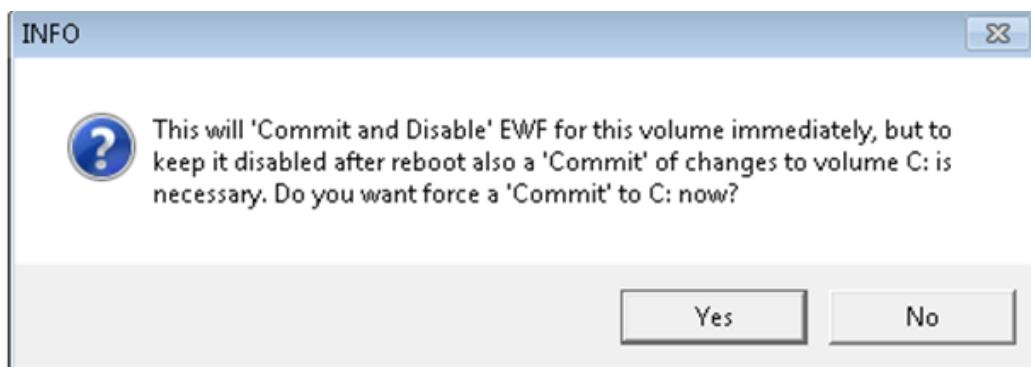 INFO
This will 'Commit and Disable' EWF for this volume immediately, but to
keep it disabled after reboot also a 'Commit' of changes to volume C: is
necessary. Do you want force a 'Commit' to C: now?
Yes
No